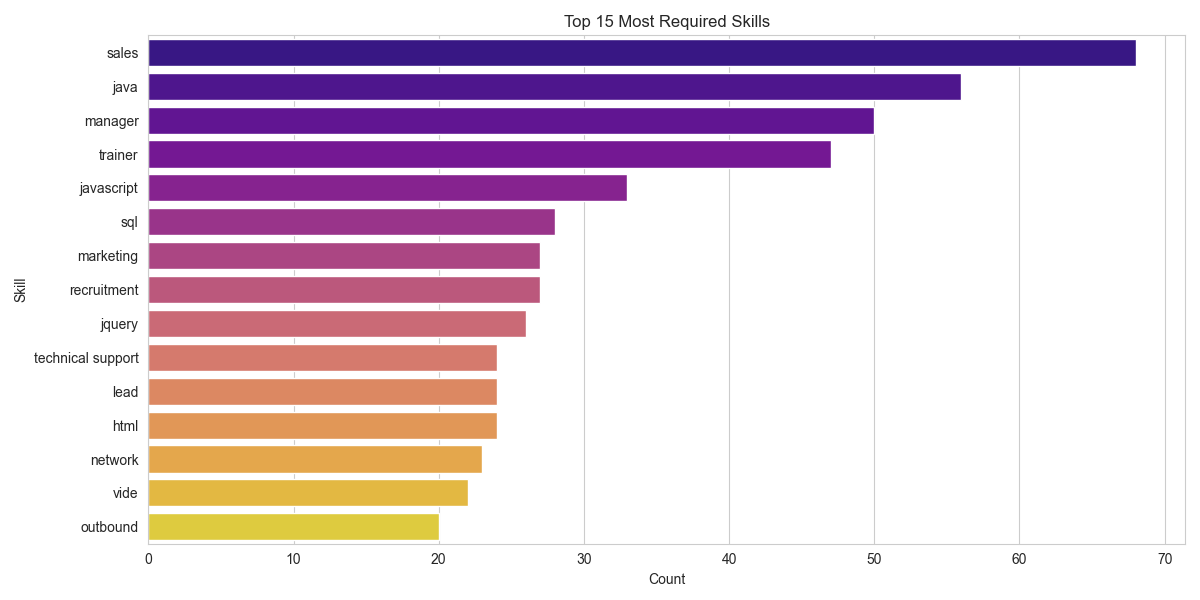 Top 15 Most Required Skills
sales
java
manager
trainer
javascript
sql
marketing
recruitment
jquery
technical support
lead
html
network
vide
outbound
Skill
0 10 20 30 40 50 60 70
Count